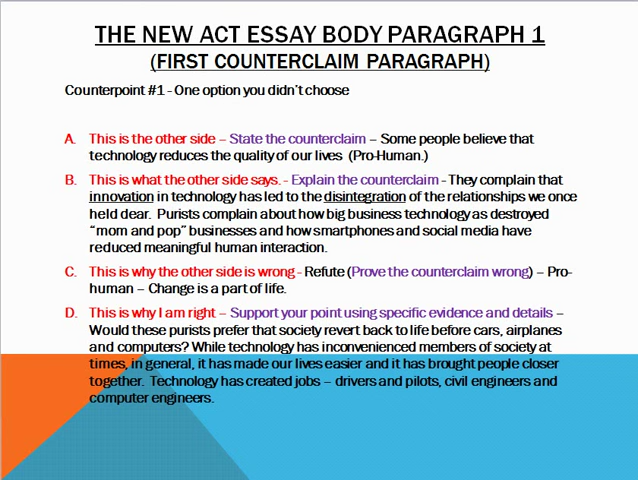 THE NEW ACT ESSAY BODY PARAGRAPH 1
(FIRST COUNTERCLAIM PARAGRAPH)
Counterpoint #1 - One option you didn't choose
A. This is the other side – State the counterclaim – Some people believe that
technology reduces the quality of our lives (Pro-Human.)
B. This is what the other side says. - Explain the counterclaim - They complain that
innovation in technology has led to the disintegration of the relationships we once
held dear. Purists complain about how big business technology as destroyed
"mom and pop" businesses and how smartphones and social media have
reduced meaningful human interaction.
C. This is why the other side is wrong - Refute (Prove the counterclaim wrong) – Pro-
human – Change is a part of life.
D. This is why I am right – Support your point using specific evidence and details –
Would these purists prefer that society revert back to life before cars, airplanes
and computers? While technology has inconvenienced members of society at
times, in general, it has made our lives easier and it has brought people closer
together. Technology has created jobs – drivers and pilots, civil engineers and
computer engineers.